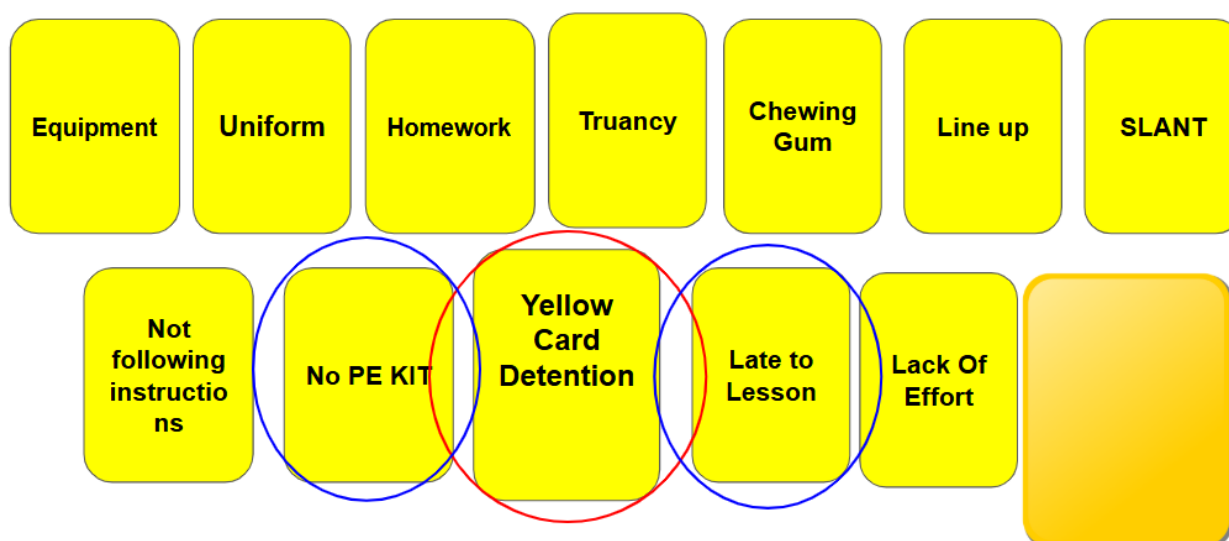 Equipment
Uniform
Homework
Truancy
Chewing
Gum
Line up
SLANT
Not
following
instructio
ns
No PE KIT
Yellow
Card
Detention
Late to
Lesson
Lack Of
Effort